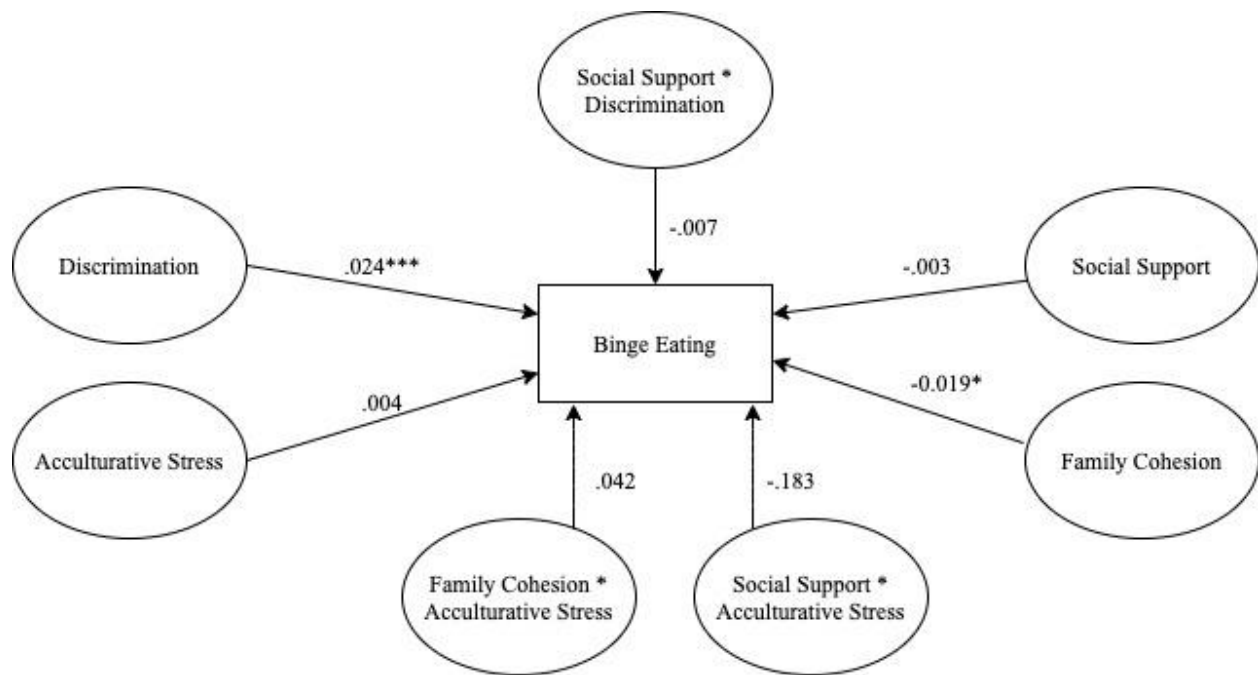 Social Support *
Discrimination
-.007
Discrimination
.024***
-.003
Social Support
Binge Eating
Acculturative Stress
.004
-0.019*
Family Cohesion
.042
-.183
Family Cohesion *
Acculturative Stress
Social Support *
Acculturative Stress